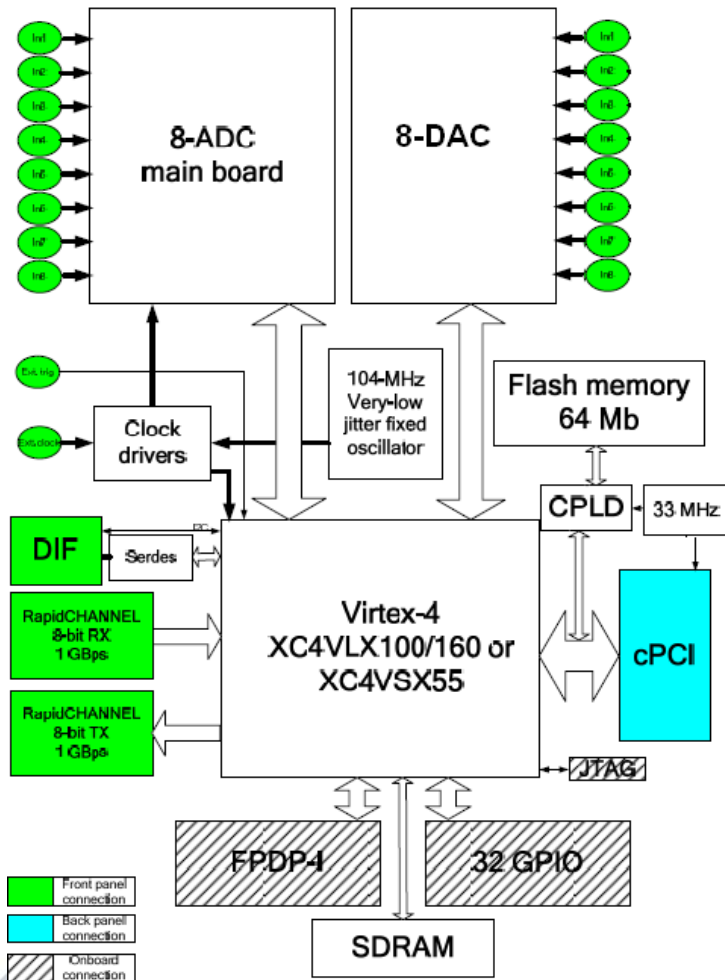 In1
In2
In3
In4
In5
In6
In7
In8
8-ADC
main board
8-DAC
In1
In2
In3
In4
In5
In6
In7
In8
Ext. trig
Ext.clock
Clock
drivers
104-MHz
Very-low
jitter fixed
oscillator
Flash memory
64 Mb
CPLD
33 MHz
I2C
DIF
Serdes
RapidCHANNEL
8-bit RX
1 GBps
Virtex-4
XC4VLX100/160 or
XC4VSX55
cPCI
RapidCHANNEL
8-bit TX
1 GBps
JTAG
FPDP-I
32 GPIO
SDRAM
Front panel
connection
Back panel
connection
Onboard
connection